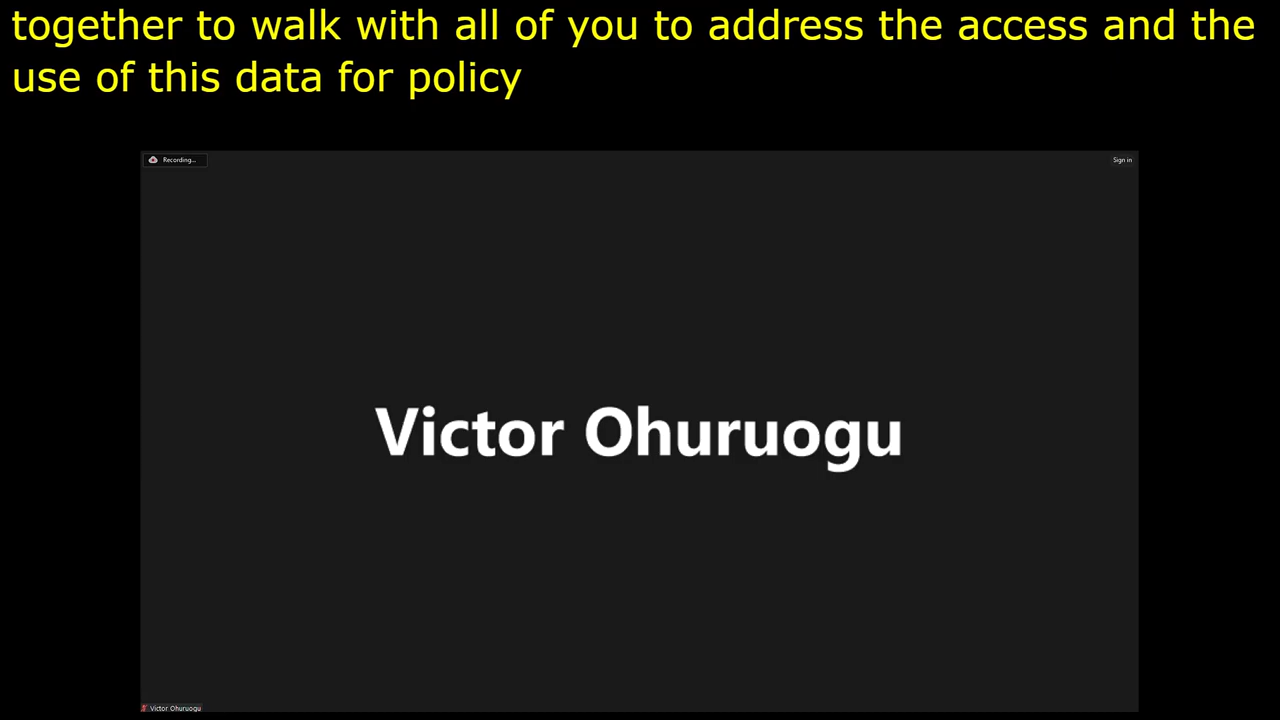 together to walk with all of you to address the access and the
use of this data for policy
Recording...
Sign in
Victor Ohuruogu
Victor Ohuruogu